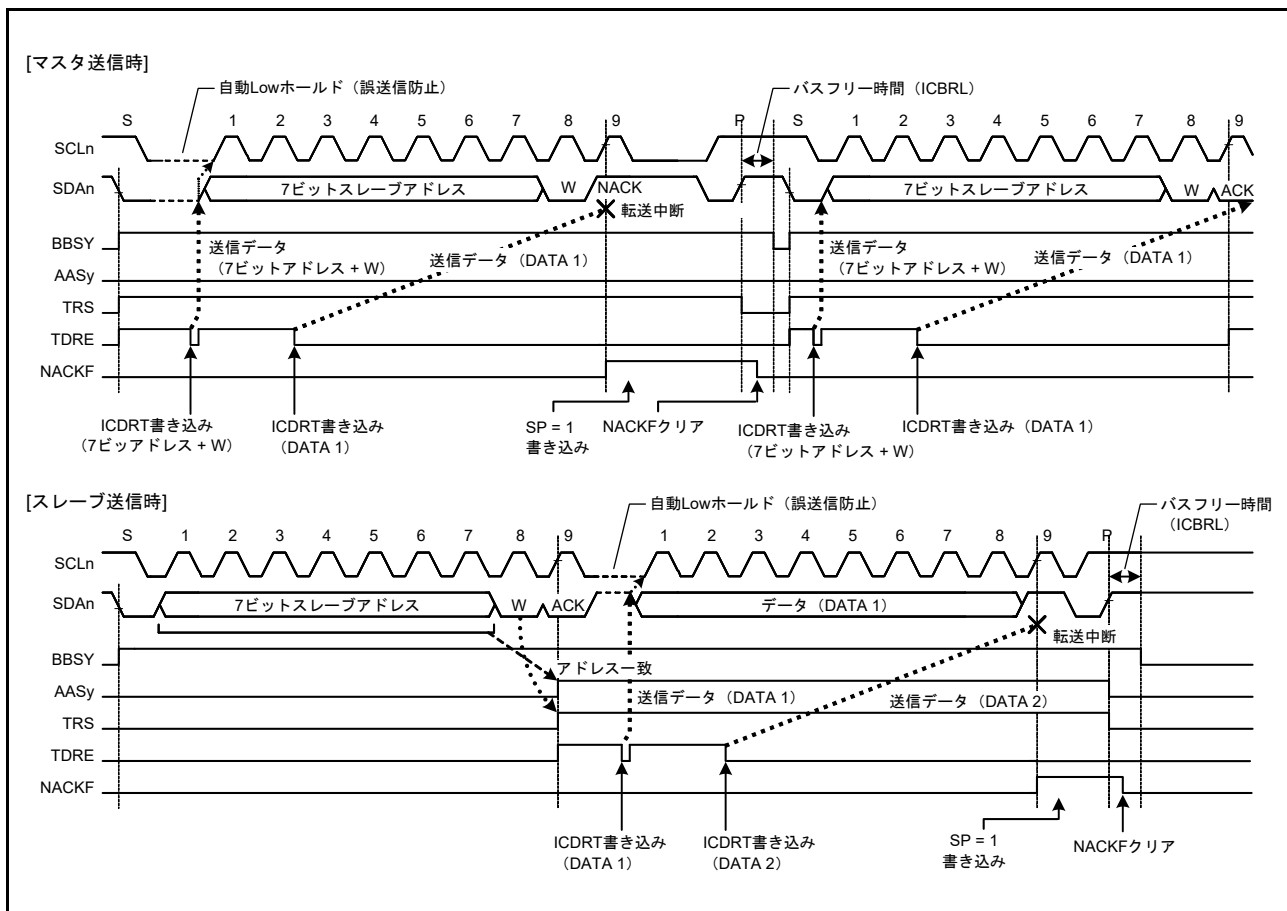 [マスタ送信時]
自動Lowホールド（誤送信防止）
バスフリー時間（ICBRL）
S 1 2 3 4 5 6 7 8 9 P S 1 2 3 4 5 6 7 8 9
SCLn
SDAn
7ビットスレーブアドレス
W
NACK
7ビットスレーブアドレス
W
ACK
転送中断
BBSY
送信データ
（7ビットアドレス + W）
送信データ（DATA 1）
送信データ
（7ビットアドレス + W）
送信データ（DATA 1）
AASy
TRS
TDRE
NACKF
ICDRT書き込み
（7ビッアドレス + W）
ICDRT書き込み
（DATA 1）
SP = 1
書き込み
NACKFクリア
ICDRT書き込み
（7ビットアドレス + W）
ICDRT書き込み（DATA 1）
[スレーブ送信時]
自動Lowホールド（誤送信防止）
バスフリー時間
（ICBRL）
S 1 2 3 4 5 6 7 8 9 1 2 3 4 5 6 7 8 9 P
SCLn
SDAn
7ビットスレーブアドレス
W
ACK
データ（DATA 1）
転送中断
BBSY
アドレス一致
AASy
送信データ（DATA 1）
送信データ（DATA 2）
TRS
TDRE
NACKF
ICDRT書き込み
（DATA 1）
ICDRT書き込み
（DATA 2）
SP = 1
書き込み
NACKFクリア